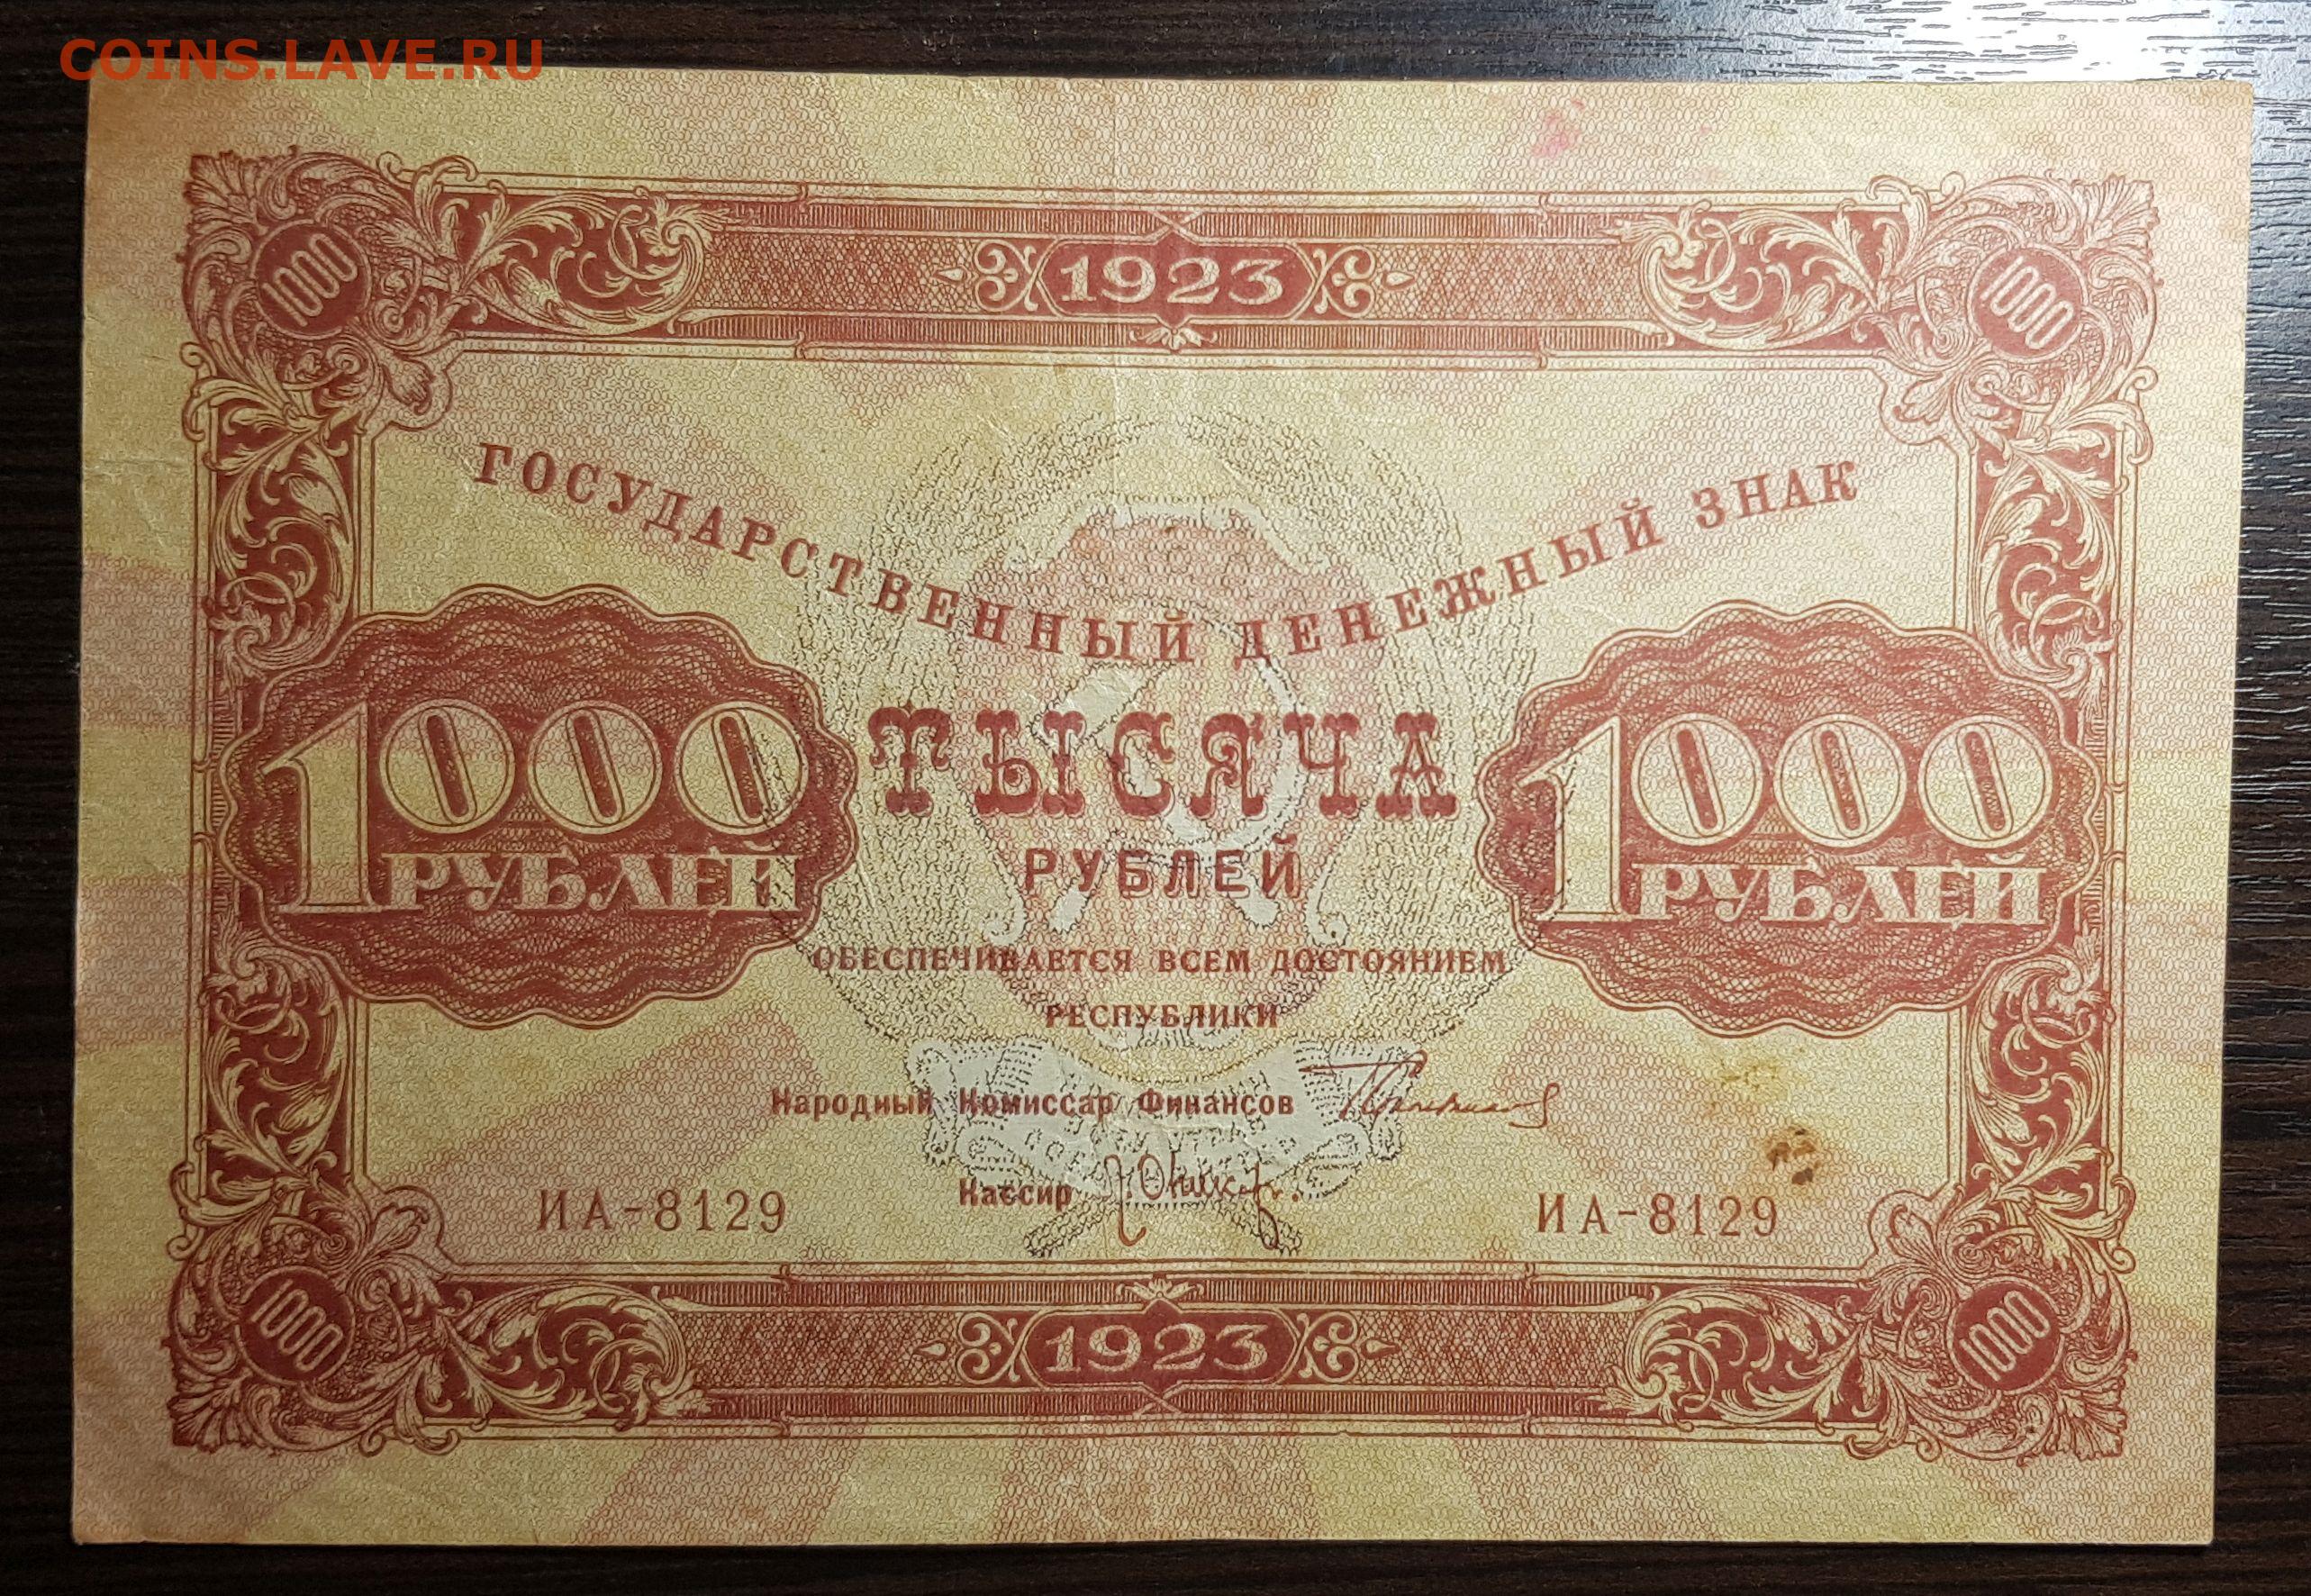 COINS.LAVE.RU
1000 1923 1000
ГОСУДАРСТВЕННЫЙ ДЕНЕЖНЫЙ ЗНАК
1000 ТЫСЯЧА 1000
РУБЛЕЙ РУБЛЕЙ РУБЛЕЙ
ОБЕСПЕЧИВАЕТСЯ ВСЕМ ДОСТОЯНИЕМ
РЕСПУБЛИКИ
Народный Комиссар Финансов
Кассир
ИА-8129 ИА-8129
1000 1923 1000